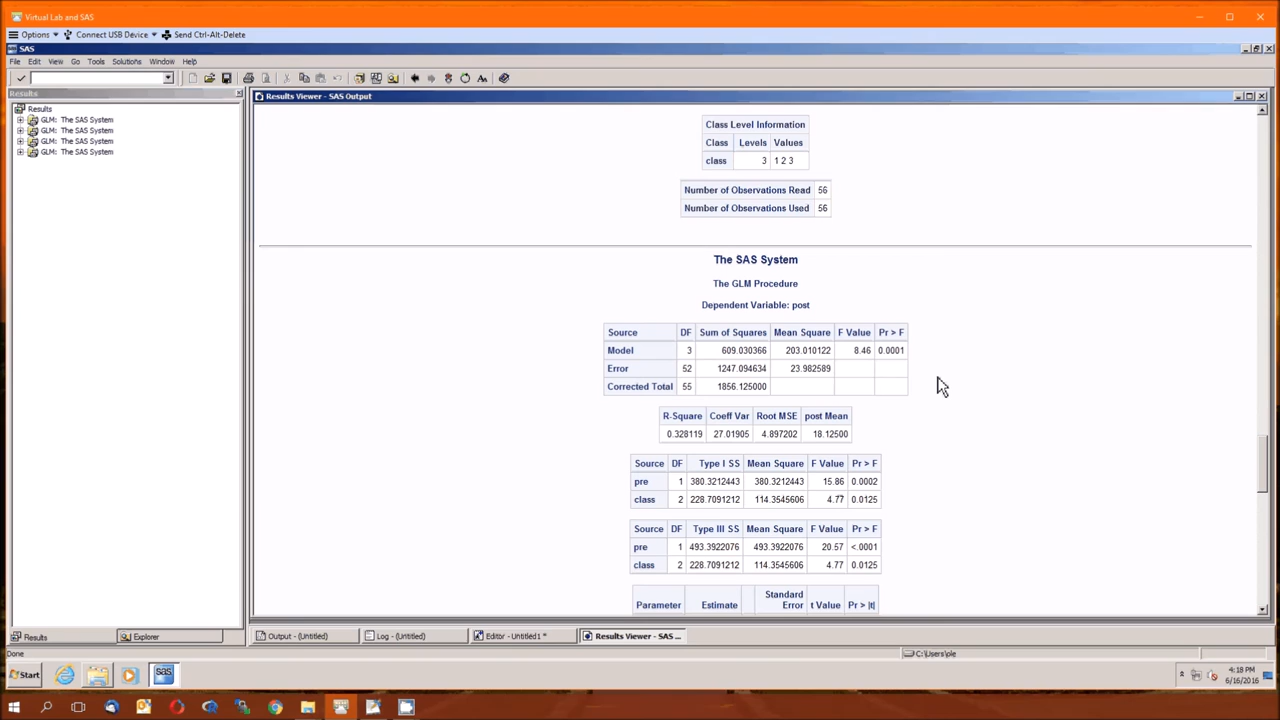 Virtual Lab and SAS
Options Connect USB Device Send Ctrl-Alt-Delete
SAS
File Edit View Go Tools Solutions Window Help
Results
Results Viewer - SAS Output
Results
GLM: The SAS System
GLM: The SAS System
GLM: The SAS System
GLM: The SAS System
Class Level Information
Class Levels Values
class 3 1 2 3
Number of Observations Read 56
Number of Observations Used 56
The SAS System
The GLM Procedure
Dependent Variable: post
Source DF Sum of Squares Mean Square F Value Pr > F
Model 3 609.030366 203.010122 8.46 0.0001
Error 52 1247.094634 23.982589
Corrected Total 55 1856.125000
R-Square Coeff Var Root MSE post Mean
0.328119 27.01905 4.897202 18.12500
Source DF Type I SS Mean Square F Value Pr > F
pre 1 380.3212443 380.3212443 15.86 0.0002
class 2 228.7091212 114.3545606 4.77 0.0125
Source DF Type III SS Mean Square F Value Pr > F
pre 1 493.3922076 493.3922076 20.57 <.0001
class 2 228.7091212 114.3545606 4.77 0.0125
Parameter Estimate Standard Error t Value Pr > |t|
Results Explorer
Output - (Untitled) Log - (Untitled) Editor - Untitled1 * Results Viewer - SAS ...
Done
C:\Users\ole
Start
sas
4:18 PM
6/16/2016